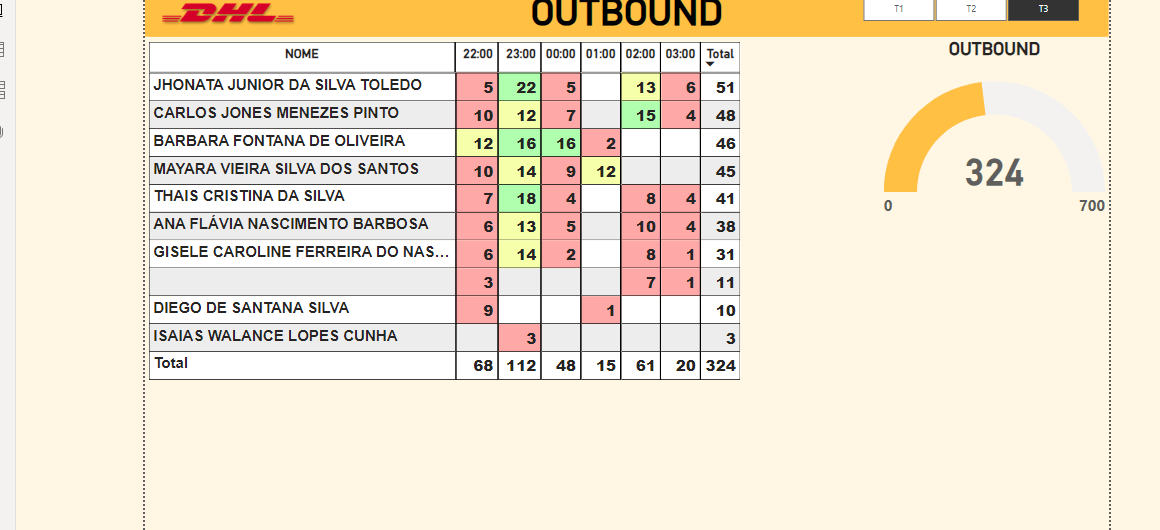 DHL
OUTBOUND
T1 T2 T3
NOME 22:00 23:00 00:00 01:00 02:00 03:00 Total
JHONATA JUNIOR DA SILVA TOLEDO 5 22 5 13 6 51
CARLOS JONES MENEZES PINTO 10 12 7 15 4 48
BARBARA FONTANA DE OLIVEIRA 12 16 16 2 46
MAYARA VIEIRA SILVA DOS SANTOS 10 14 9 12 45
THAIS CRISTINA DA SILVA 7 18 4 8 4 41
ANA FLÁVIA NASCIMENTO BARBOSA 6 13 5 10 4 38
GISELE CAROLINE FERREIRA DO NAS... 6 14 2 8 1 31
3 7 1 11
DIEGO DE SANTANA SILVA 9 1 10
ISAIAS WALANCE LOPES CUNHA 3 3
Total 68 112 48 15 61 20 324
OUTBOUND
324
0 700